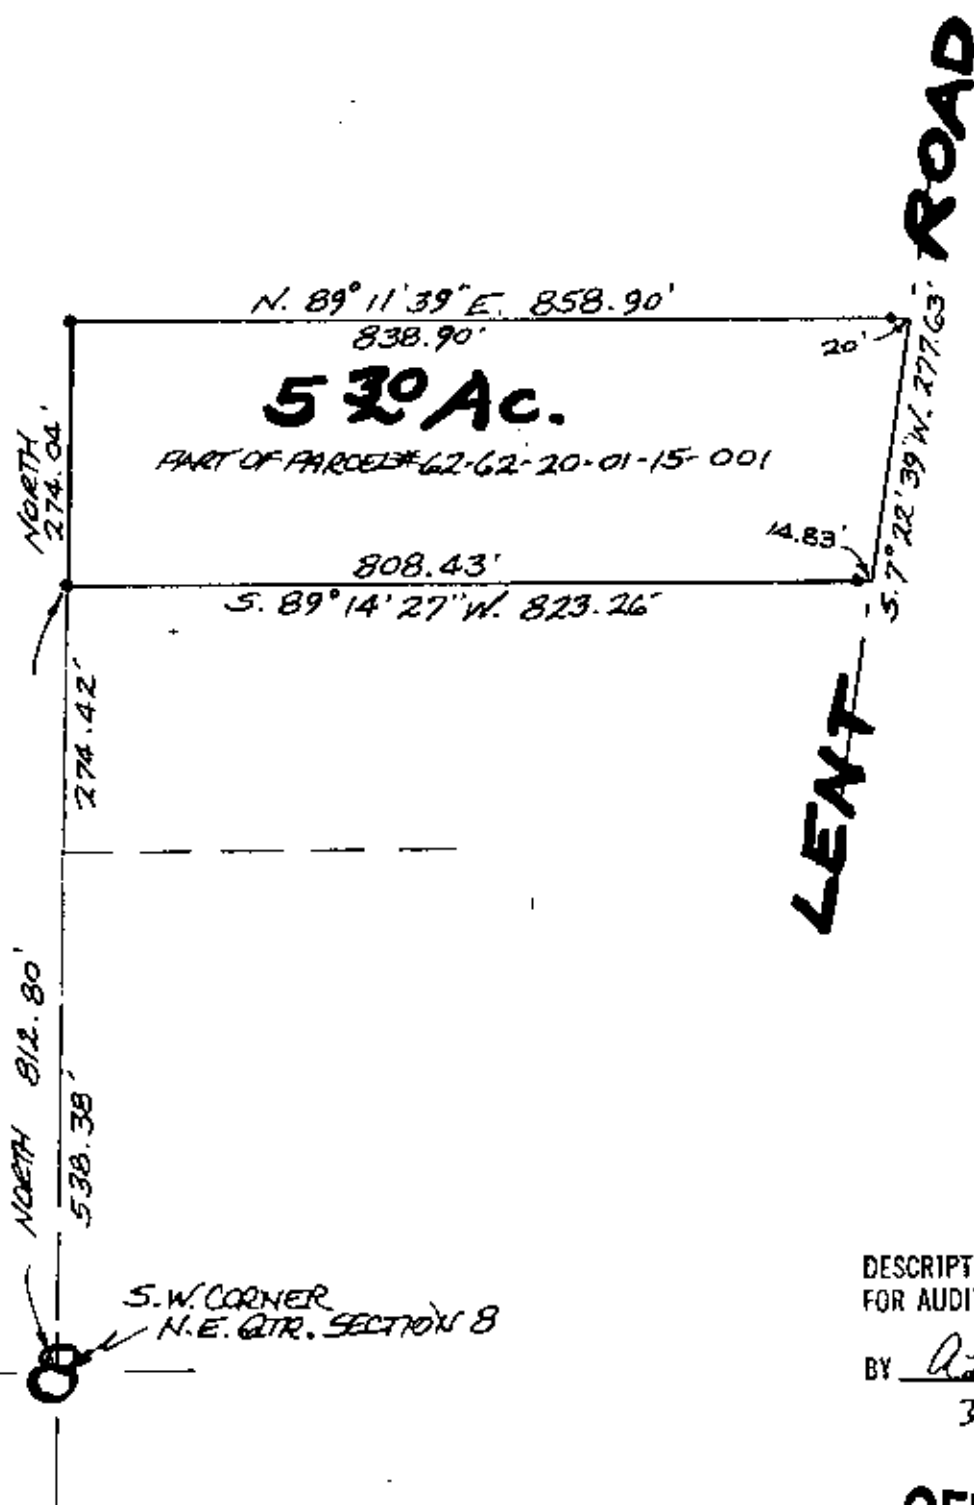 ROAD
N. 89° 11' 39" E. 858.90'
838.90'
20'
5 30 Ac.
PART OF PARCEL# 62-62-20-01-15-001
NORTH
274.04'
S. 7° 22' 39" W. 277.63'
14.83'
808.43'
S. 89° 14' 27" W. 823.26'
274.42'
LENT
NORTH 812.80'
538.38'
S.W. CORNER
N.E. QTR. SECTION 8
DESCRIPT
FOR AUDI
BY